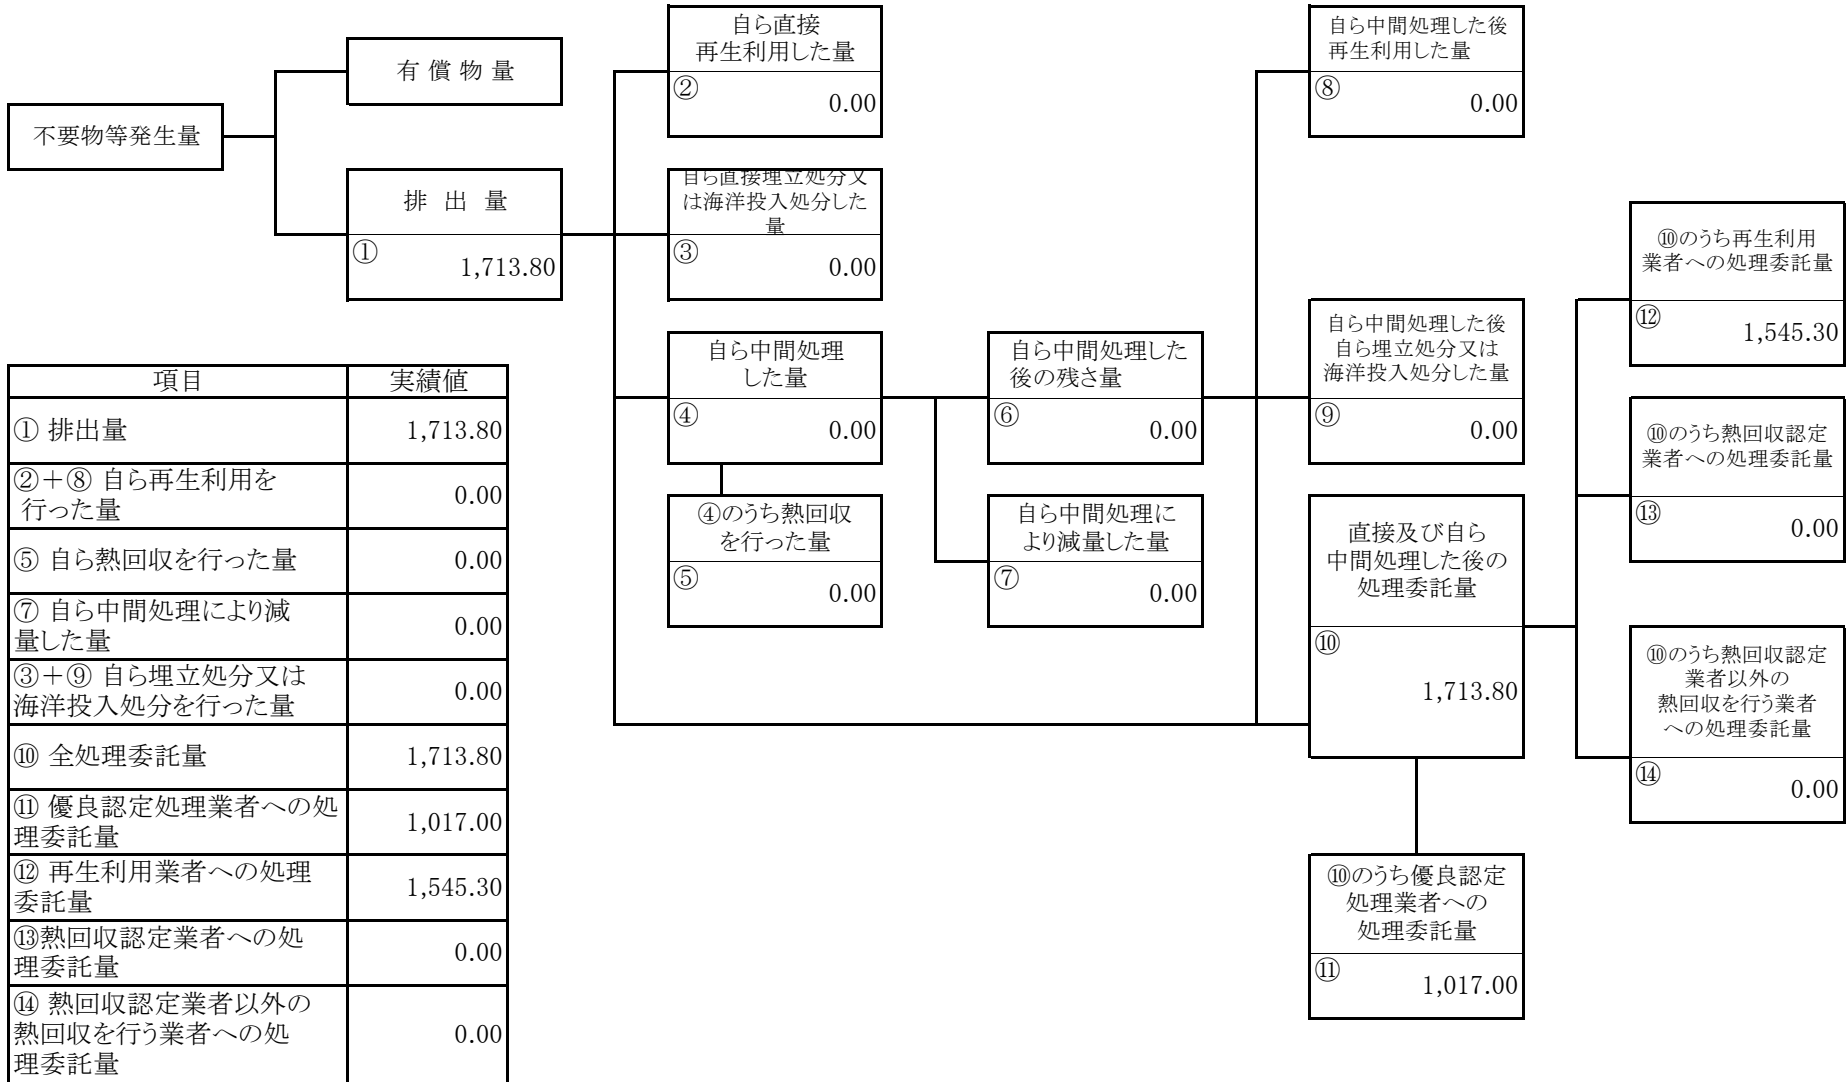 不要物等発生量
有 償 物 量
排 出 量
①
1,713.80
自ら直接
再生利用した量
②
0.00
自ら直接埋立処分又
は海洋投入処分した
量
③
0.00
自ら中間処理
した量
④
0.00
④のうち熱回収
を行った量
⑤
0.00
自ら中間処理した
後の残さ量
⑥
0.00
自ら中間処理に
より減量した量
⑦
0.00
自ら中間処理した後
再生利用した量
⑧
0.00
自ら中間処理した後
自ら埋立処分又は
海洋投入処分した量
⑨
0.00
直接及び自ら
中間処理した後の
処理委託量
⑩
1,713.80
⑩のうち優良認定
処理業者への
処理委託量
⑪
1,017.00
⑩のうち再生利用
業者への処理委託量
⑫
1,545.30
⑩のうち熱回収認定
業者への処理委託量
⑬
0.00
⑩のうち熱回収認定
業者以外の
熱回収を行う業者
への処理委託量
⑭
0.00
項目 実績値
① 排出量 1,713.80
②+⑧ 自ら再生利用を
行った量 0.00
⑤ 自ら熱回収を行った量 0.00
⑦ 自ら中間処理により減
量した量 0.00
③+⑨ 自ら埋立処分又は
海洋投入処分を行った量 0.00
⑩ 全処理委託量 1,713.80
⑪ 優良認定処理業者への処
理委託量 1,017.00
⑫ 再生利用業者への処理
委託量 1,545.30
⑬熱回収認定業者への処
理委託量 0.00
⑭ 熱回収認定業者以外の
熱回収を行う業者への処
理委託量 0.00